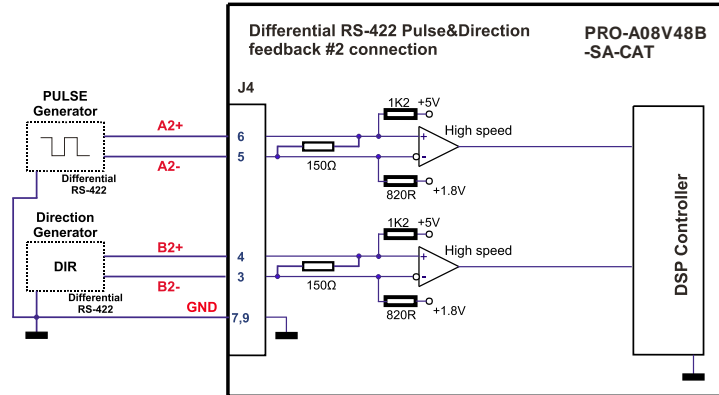 Differential RS-422 Pulse&Direction
feedback #2 connection
PRO-A08V48B
-SA-CAT
J4
PULSE
Generator
A2+
A2-
Differential
RS-422
6
5
150Ω
1K2
+5V
+
-
High speed
820R
+1.8V
Direction
Generator
DIR
B2+
B2-
Differential
RS-422
4
3
150Ω
1K2
+5V
+
-
High speed
820R
+1.8V
GND
7,9
DSP Controller